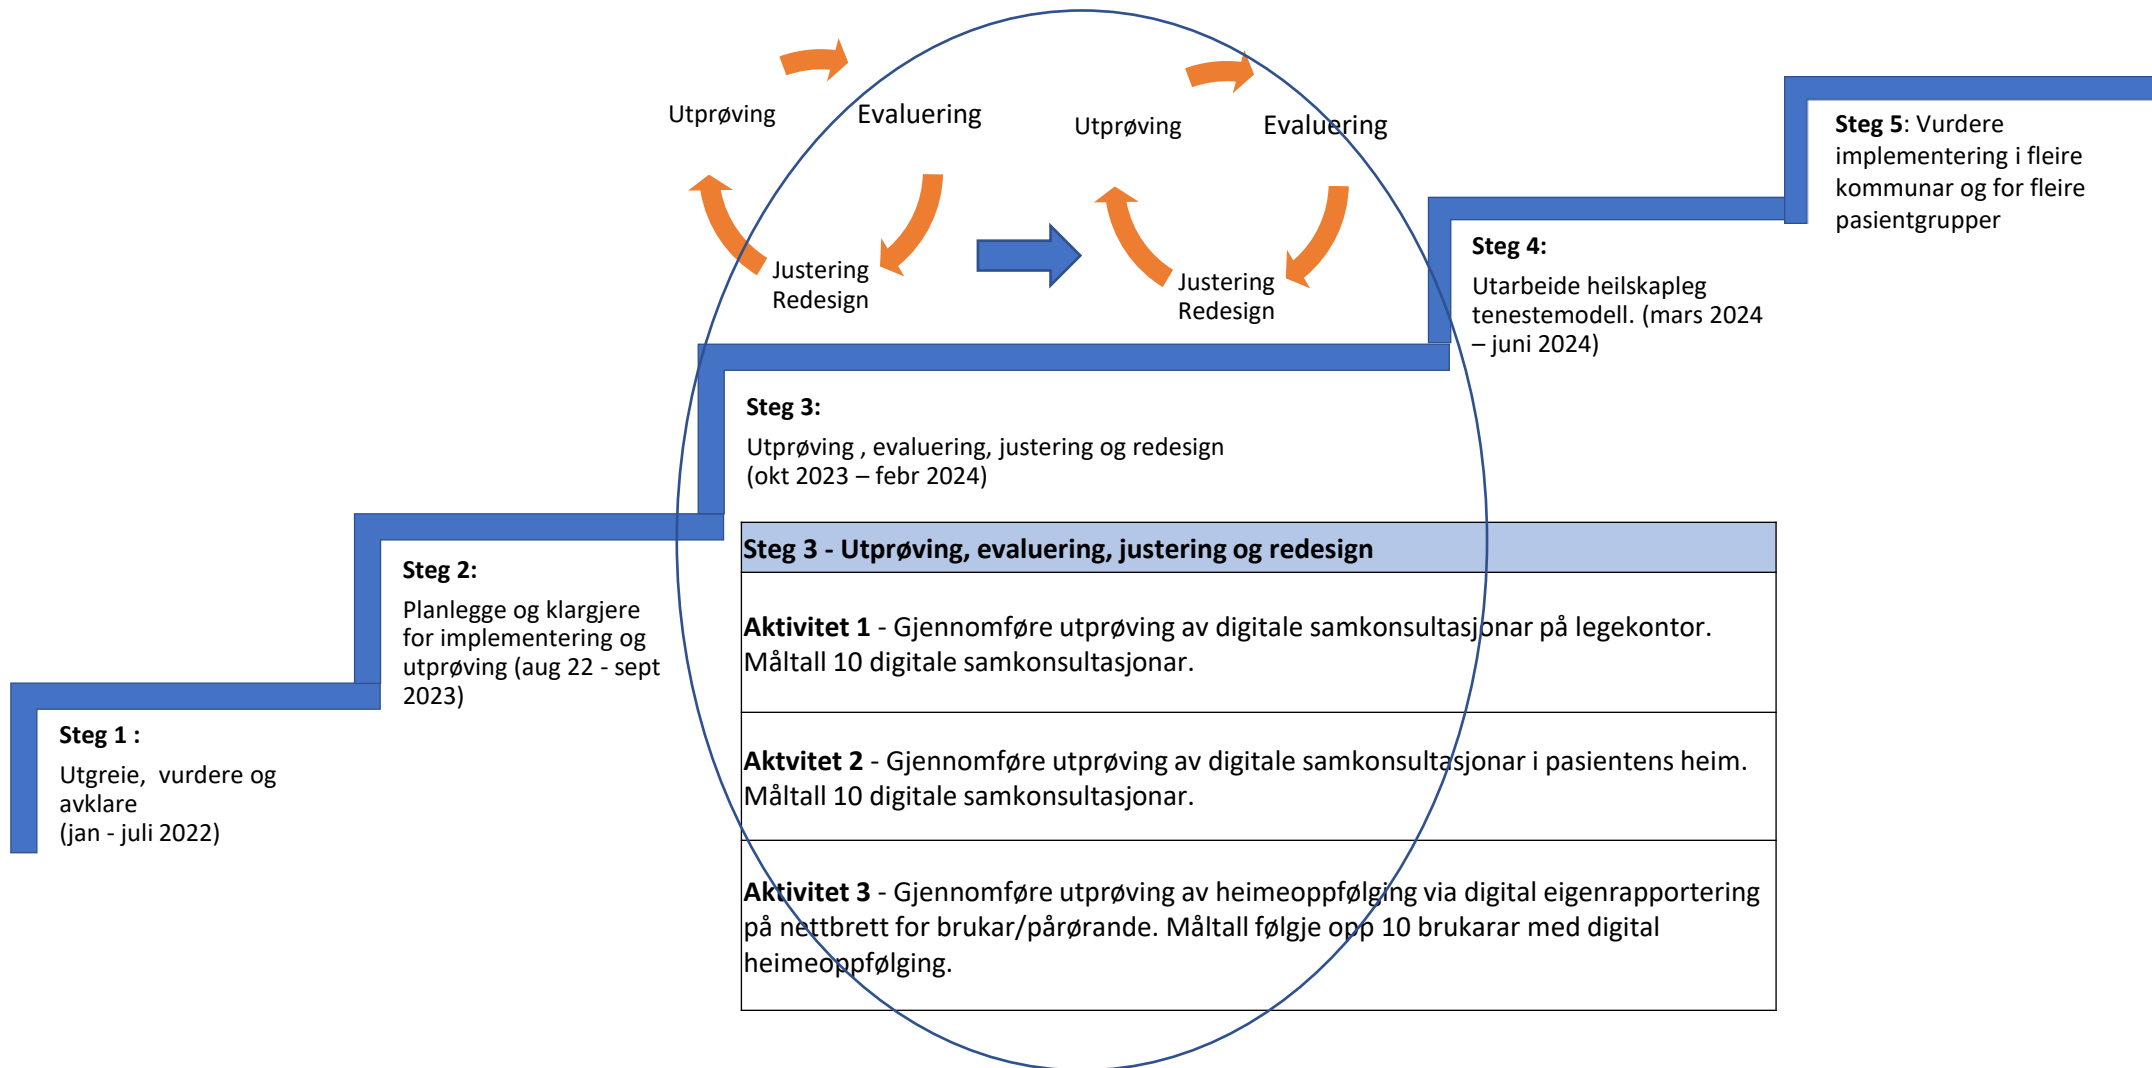 Utprøving
Evaluering
Justering
Redesign
Utprøving
Evaluering
Justering
Redesign
Steg 1 :
Utgreie,  vurdere og
avklare
(jan - juli 2022)
Steg 2:
Planlegge og klargjere
for implementering og
utprøving (aug 22 - sept
2023)
Steg 3:
Utprøving , evaluering, justering og redesign
(okt 2023 – febr 2024)
Steg 4:
Utarbeide heilskapleg
tenestemodell. (mars 2024
– juni 2024)
Steg 5: Vurdere
implementering i fleire
kommunar og for fleire
pasientgrupper
Steg 3 - Utprøving, evaluering, justering og redesign
Aktivitet 1 - Gjennomføre utprøving av digitale samkonsultasjonar på legekontor.
Måltall 10 digitale samkonsultasjonar.
Aktvitet 2 - Gjennomføre utprøving av digitale samkonsultasjonar i pasientens heim.
Måltall 10 digitale samkonsultasjonar.
Aktivitet 3 - Gjennomføre utprøving av heimeoppfølging via digital eigenrapportering
på nettbrett for brukar/pårørande. Måltall følgje opp 10 brukarar med digital
heimeoppfølging.